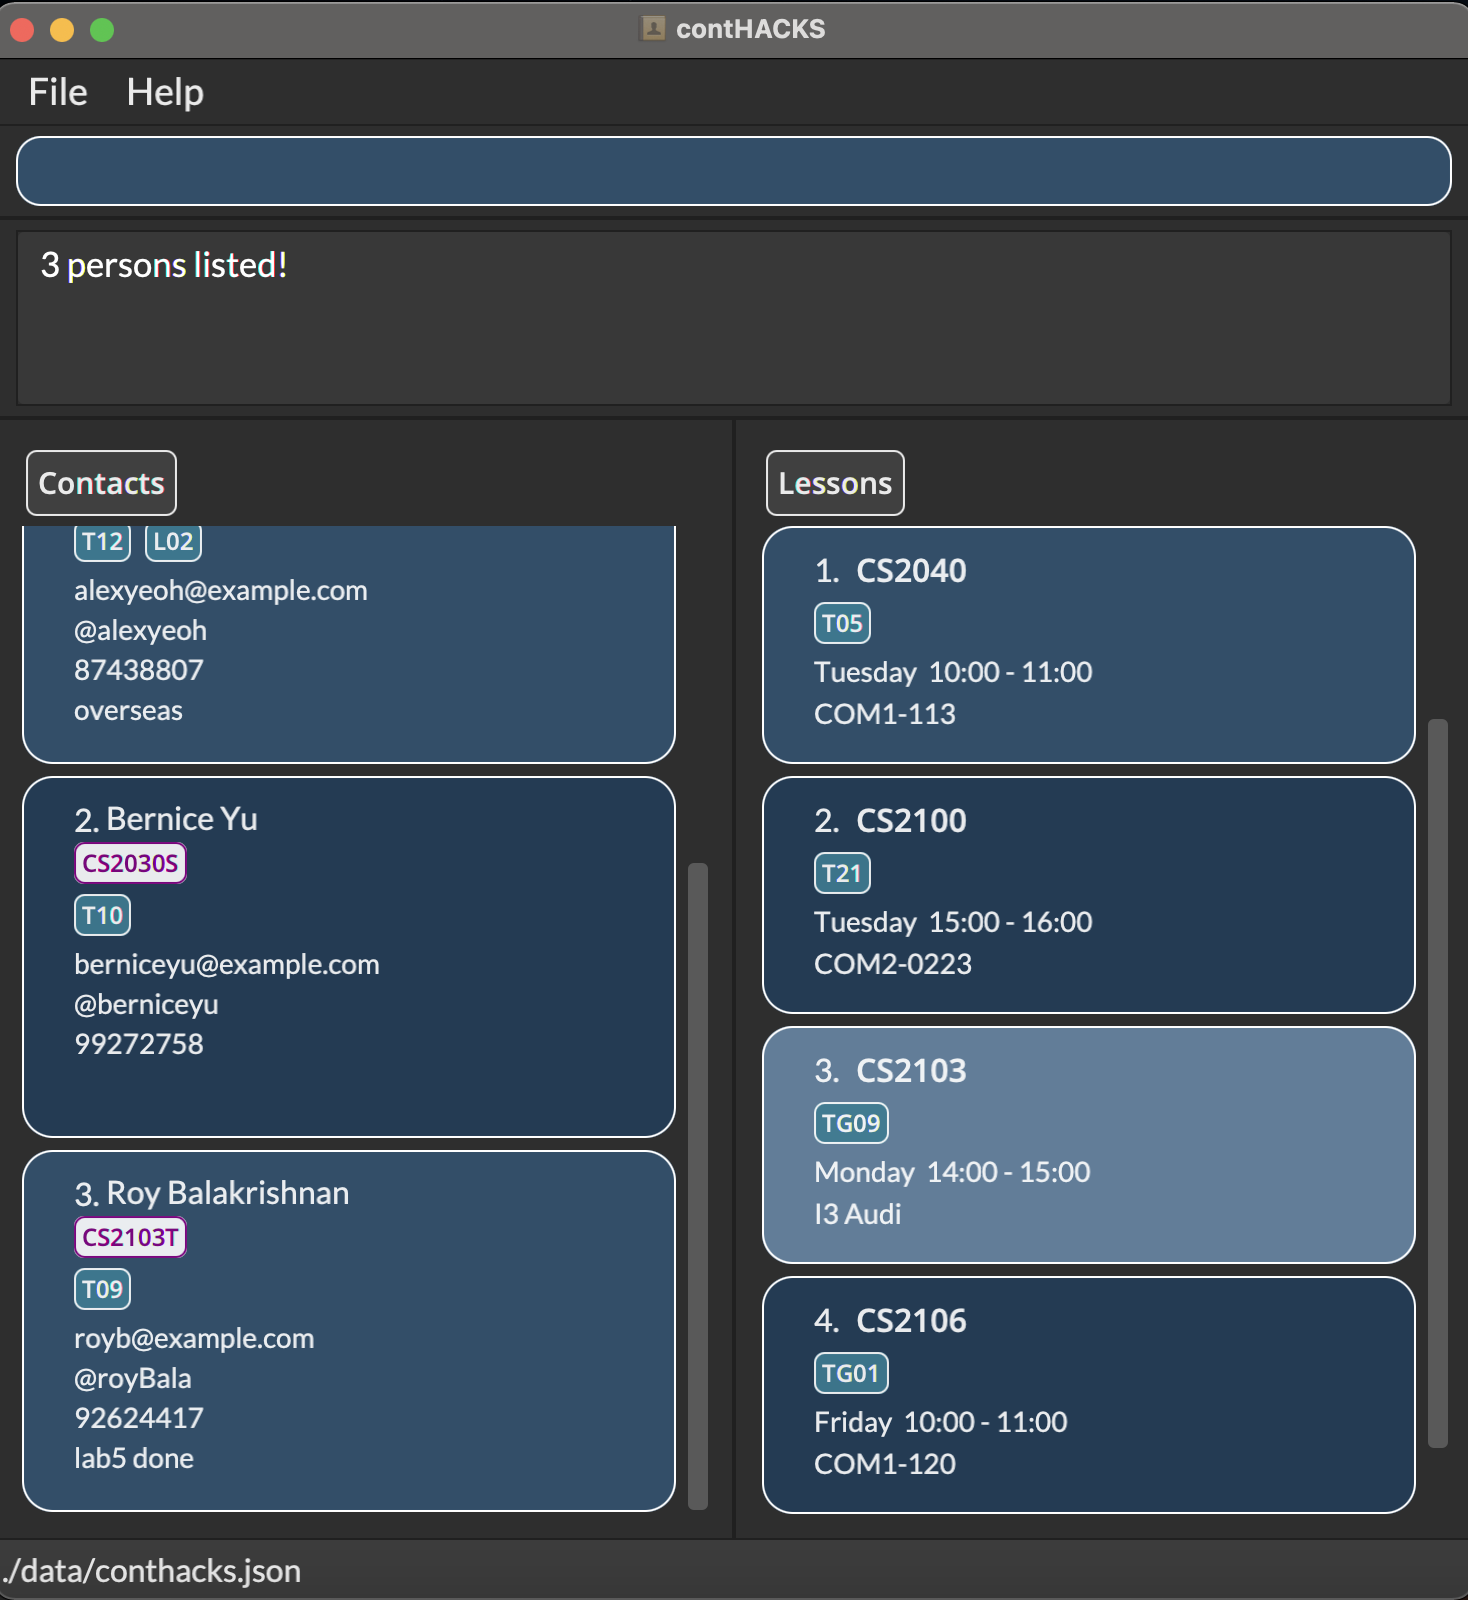 contHACKS
File Help
3 persons listed!
Contacts
T12 L02
alexyeoh@example.com
@alexyeoh
87438807
overseas
2. Bernice Yu
CS2030S
T10
berniceyu@example.com
@berniceyu
99272758
3. Roy Balakrishnan
CS2103T
T09
royb@example.com
@royBala
92624417
lab5 done
Lessons
1. CS2040
T05
Tuesday 10:00 - 11:00
COM1-113
2. CS2100
T21
Tuesday 15:00 - 16:00
COM2-0223
3. CS2103
TG09
Monday 14:00 - 15:00
I3 Audi
4. CS2106
TG01
Friday 10:00 - 11:00
COM1-120
./data/conthacks.json